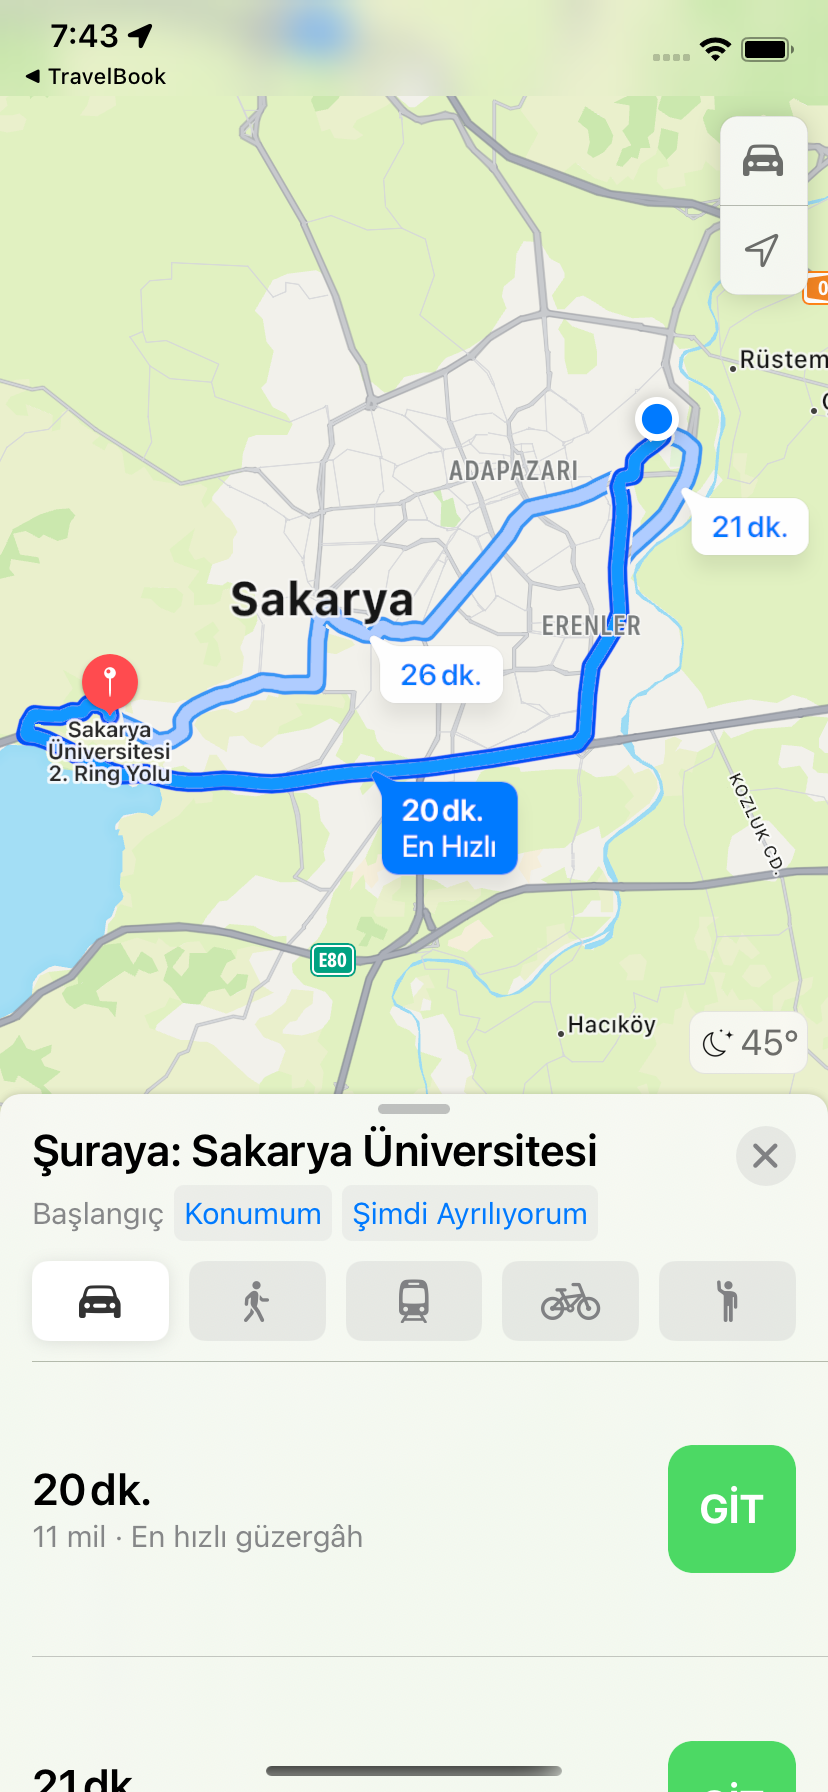 7:43
◀ TravelBook
Rüstem
ADAPAZARI
21 dk.
Sakarya
ERENLER
26 dk.
Sakarya
Üniversitesi
2. Ring Yolu
KOZLUK CD.
20 dk.
En Hızlı
E80
Hacıköy
45°
Şuraya: Sakarya Üniversitesi
Başlangıç Konumum Şimdi Ayrılıyorum
20 dk.
11 mil · En hızlı güzergâh
GİT
21 dk.